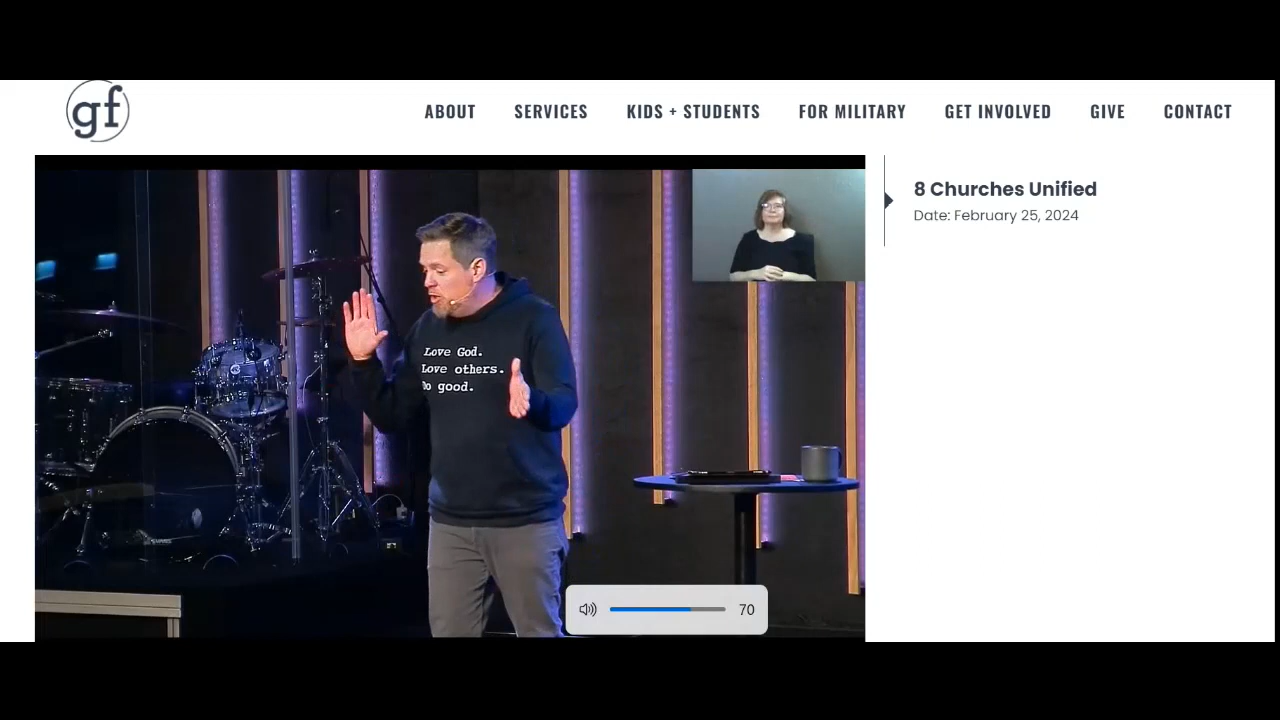 gf
ABOUT SERVICES KIDS + STUDENTS FOR MILITARY GET INVOLVED GIVE CONTACT
8 Churches Unified
Date: February 25, 2024
Love God.
Love others.
Do good.
70